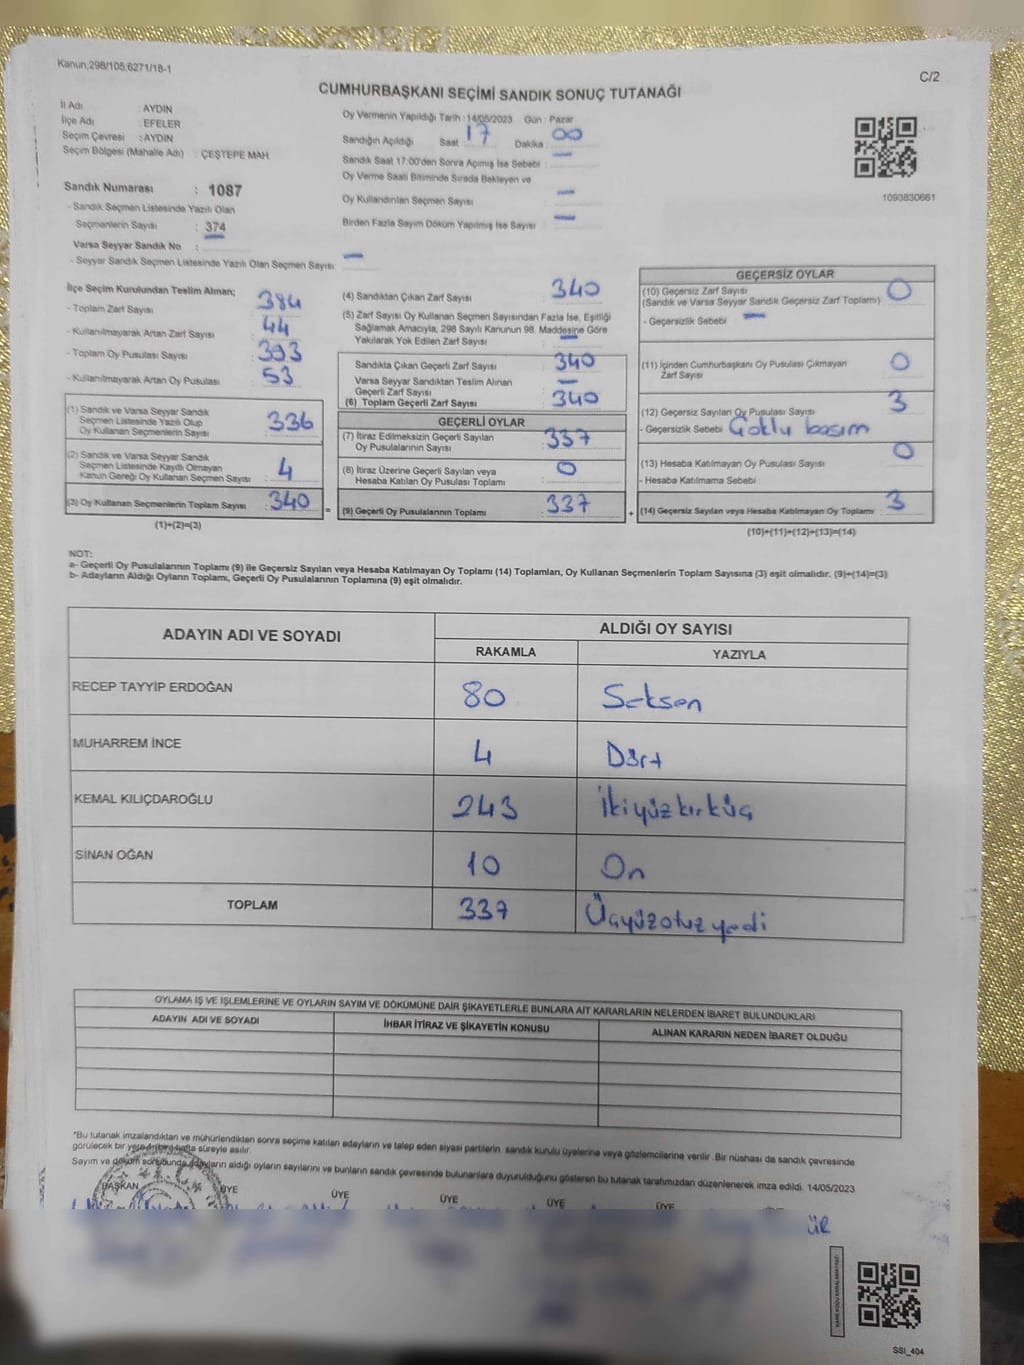 Kanun;298/105;6271/18-1
C/2
CUMHURBAŞKANI SEÇİMİ SANDIK SONUÇ TUTANAĞI
İl Adı : AYDIN
İlçe Adı : EFELER
Seçim Çevresi : AYDIN
Seçim Bölgesi (Mahalle Adı) : ÇEŞTEPE MAH.
Sandık Numarası : 1087
- Sandık Seçmen Listesinde Yazılı Olan
Seçmenlerin Sayısı : 374
Varsa Seyyar Sandık No :
- Seyyar Sandık Seçmen Listesinde Yazılı Olan Seçmen Sayısı : —
Oy Vermenin Yapıldığı Tarih : 14/05/2023 Gün : Pazar
Sandığın Açıldığı Saat 17 Dakika : 00
Sandık Saat 17:00'den Sonra Açımış İse Sebebi : —
Oy Verme Saati Bitiminde Sırada Bekleyen ve
Oy Kullandırılan Seçmen Sayısı : —
Birden Fazla Sayım Döküm Yapılmış İse Sayısı : —
1093830661
İlçe Seçim Kurulundan Teslim Alınan;
- Toplam Zarf Sayısı : 384
- Kullanılmayarak Artan Zarf Sayısı : 44
- Toplam Oy Pusulası Sayısı : 393
- Kullanılmayarak Artan Oy Pusulası : 53
(1) Sandık ve Varsa Seyyar Sandık
Seçmen Listesinde Yazılı Olup
Oy Kullanan Seçmenlerin Sayısı : 336
(2) Sandık ve Varsa Seyyar Sandık
Seçmen Listesinde Kayıtlı Olmayan
Kanun Gereği Oy Kullanan Seçmen Sayısı : 4
(3) Oy Kullanan Seçmenlerin Toplam Sayısı : 340
(1)+(2)=(3)
(4) Sandıktan Çıkan Zarf Sayısı : 340
(5) Zarf Sayısı Oy Kullanan Seçmen Sayısından Fazla İse, Eşitliği
Sağlamak Amacıyla, 298 Sayılı Kanunun 98. Maddesine Göre
Yakılarak Yok Edilen Zarf Sayısı : —
Sandıkta Çıkan Geçerli Zarf Sayısı : 340
Varsa Seyyar Sandıktan Teslim Alınan
Geçerli Zarf Sayısı : —
(6) Toplam Geçerli Zarf Sayısı : 340
GEÇERLİ OYLAR
(7) İtiraz Edilmeksizin Geçerli Sayılan
Oy Pusulalarının Sayısı : 337
(8) İtiraz Üzerine Geçerli Sayılan veya
Hesaba Katılan Oy Pusulası Toplamı : 0
= (9) Geçerli Oy Pusulalarının Toplamı : 337 +
GEÇERSİZ OYLAR
(10) Geçersiz Zarf Sayısı : 0
(Sandık ve Varsa Seyyar Sandık Geçersiz Zarf Toplamı)
- Geçersizlik Sebebi : —
(11) İçinden Cumhurbaşkanı Oy Pusulası Çıkmayan
Zarf Sayısı : 0
(12) Geçersiz Sayılan Oy Pusulası Sayısı : 3
- Geçersizlik Sebebi Çoklu basım
(13) Hesaba Katılmayan Oy Pusulası Sayısı : 0
- Hesaba Katılmama Sebebi
(14) Geçersiz Sayılan veya Hesaba Katılmayan Oy Toplamı : 3
(10)+(11)+(12)+(13)=(14)
NOT:
a- Geçerli Oy Pusulalarının Toplamı (9) ile Geçersiz Sayılan veya Hesaba Katılmayan Oy Toplamı (14) Toplamları, Oy Kullanan Seçmenlerin Toplam Sayısına (3) eşit olmalıdır. (9)+(14)=(3)
b- Adayların Aldığı Oyların Toplamı, Geçerli Oy Pusulalarının Toplamına (9) eşit olmalıdır.
ADAYIN ADI VE SOYADI ALDIĞI OY SAYISI
RAKAMLA YAZIYLA
RECEP TAYYİP ERDOĞAN 80 Seksen
MUHARREM İNCE 4 Dört
KEMAL KILIÇDAROĞLU 243 İkiyüzkırküç
SİNAN OĞAN 10 On
TOPLAM 337 Üçyüzotuzyedi
OYLAMA İŞ VE İŞLEMLERİNE VE OYLARIN SAYIM VE DÖKÜMÜNE DAİR ŞİKAYETLERLE BUNLARA AİT KARARLARIN NELERDEN İBARET BULUNDUKLARI
ADAYIN ADI VE SOYADI İHBAR İTİRAZ VE ŞİKAYETİN KONUSU ALINAN KARARIN NEDEN İBARET OLDUĞU
*Bu tutanak imzalandıktan ve mühürlendikten sonra seçime katılan adayların ve talep eden siyasi partilerin sandık kurulu üyelerine veya gözlemcilerine verilir. Bir nüshası da sandık çevresinde
görülecek bir yere 1 (bir) hafta süreyle asılır.
Sayım ve döküm sonucunda adayların aldığı oyların sayılarını ve bunların sandık çevresinde bulunanlara duyurulduğunu gösteren bu tutanak tarafımızdan düzenlenerek imza edildi. 14/05/2023
BAŞKAN ÜYE ÜYE ÜYE ÜYE ÜYE
SSI_404